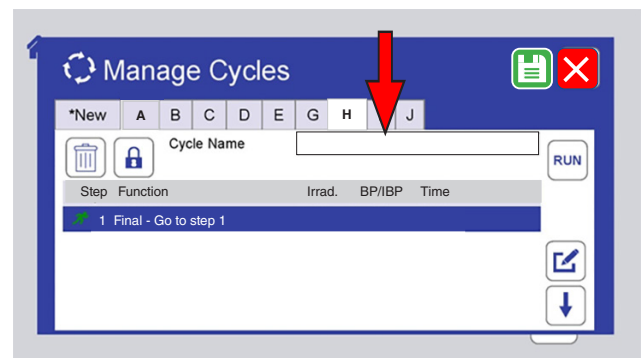 Manage Cycles
*New A B C D E G H J
Cycle Name
RUN
Step Function Irrad. BP/IBP Time
1 Final - Go to step 1